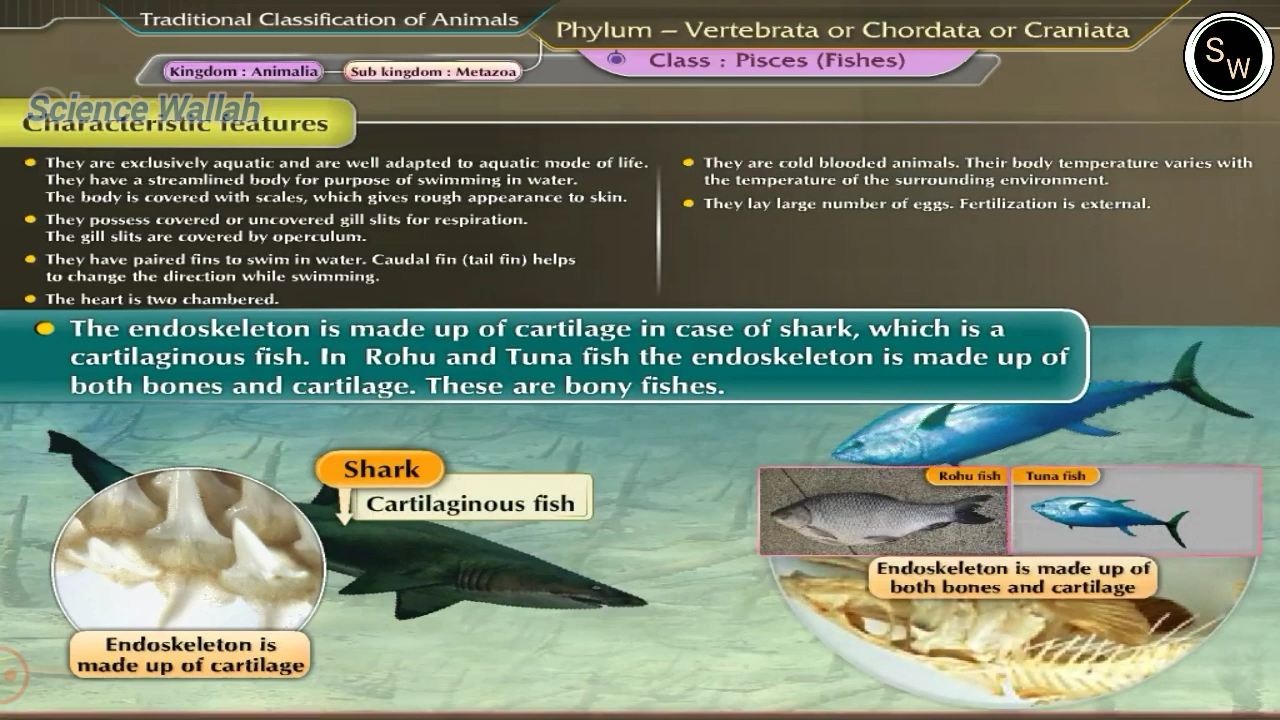 Traditional Classification of Animals
Phylum – Vertebrata or Chordata or Craniata
Class : Pisces (Fishes)
Kingdom : Animalia
Sub kingdom : Metazoa
S
W
Science Wallah
Characteristic features
They are exclusively aquatic and are well adapted to aquatic mode of life.
They have a streamlined body for purpose of swimming in water.
The body is covered with scales, which gives rough appearance to skin.
They possess covered or uncovered gill slits for respiration.
The gill slits are covered by operculum.
They have paired fins to swim in water. Caudal fin (tail fin) helps
to change the direction while swimming.
The heart is two chambered.
They are cold blooded animals. Their body temperature varies with
the temperature of the surrounding environment.
They lay large number of eggs. Fertilization is external.
The endoskeleton is made up of cartilage in case of shark, which is a
cartilaginous fish. In Rohu and Tuna fish the endoskeleton is made up of
both bones and cartilage. These are bony fishes.
Shark
Cartilaginous fish
Endoskeleton is
made up of cartilage
Rohu fish
Tuna fish
Endoskeleton is made up of
both bones and cartilage